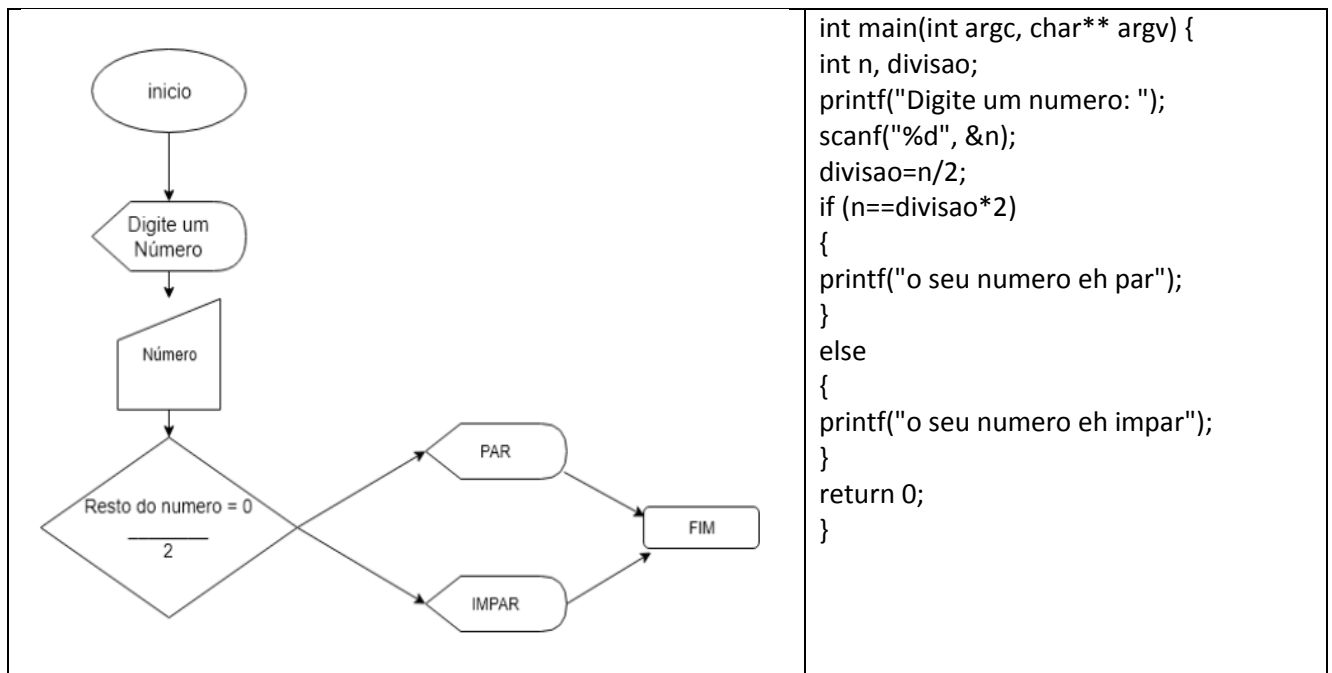 inicio
Digite um
Número
Número
Resto do numero = 0
________
2
PAR
IMPAR
FIM
int main(int argc, char** argv) {
int n, divisao;
printf("Digite um numero: ");
scanf("%d", &n);
divisao=n/2;
if (n==divisao*2)
{
printf("o seu numero eh par");
}
else
{
printf("o seu numero eh impar");
}
return 0;
}